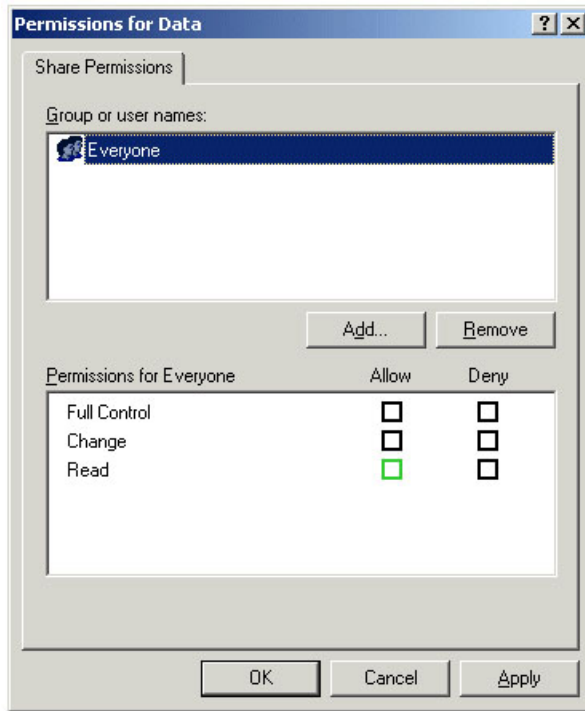 Permissions for Data ? X
Share Permissions
Group or user names:
Everyone
Add... Remove
Permissions for Everyone Allow Deny
Full Control
Change
Read
OK Cancel Apply